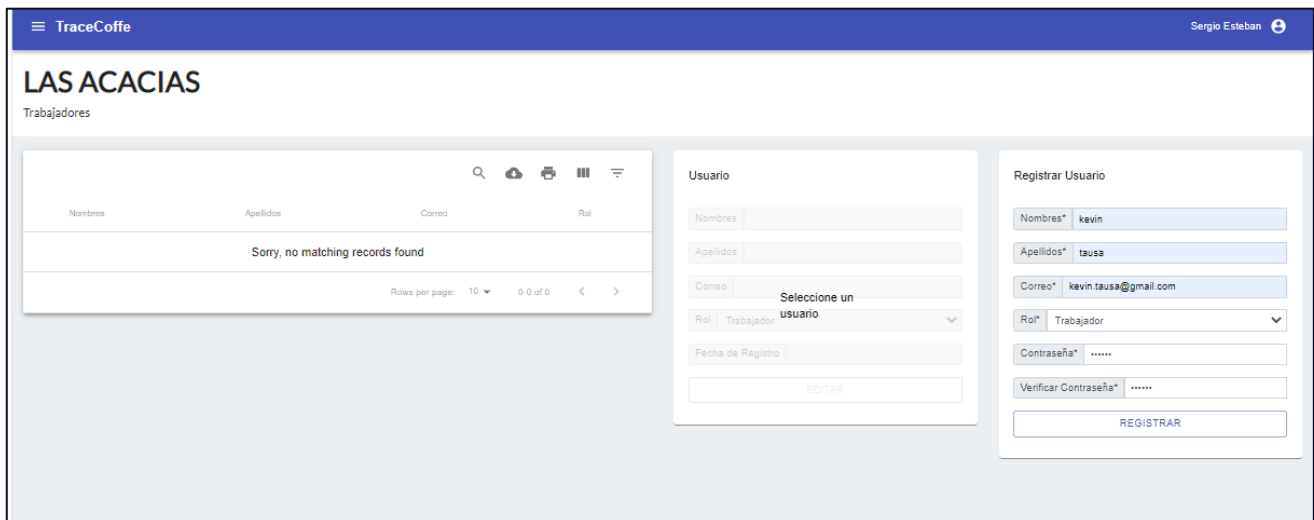 TraceCoffe
Sergio Esteban
LAS ACACIAS
Trabajadores
Nombres Apellidos Correo Rol
Sorry, no matching records found
Rows per page: 10 0-0 of 0
Usuario
Nombres
Apellidos
Correo
Seleccione un
usuario
Rol Trabajador
Fecha de Registro
EDITAR
Registrar Usuario
Nombres* kevin
Apellidos* tausa
Correo* kevin.tausa@gmail.com
Rol* Trabajador
Contraseña* ••••••
Verificar Contraseña* ••••••
REGISTRAR